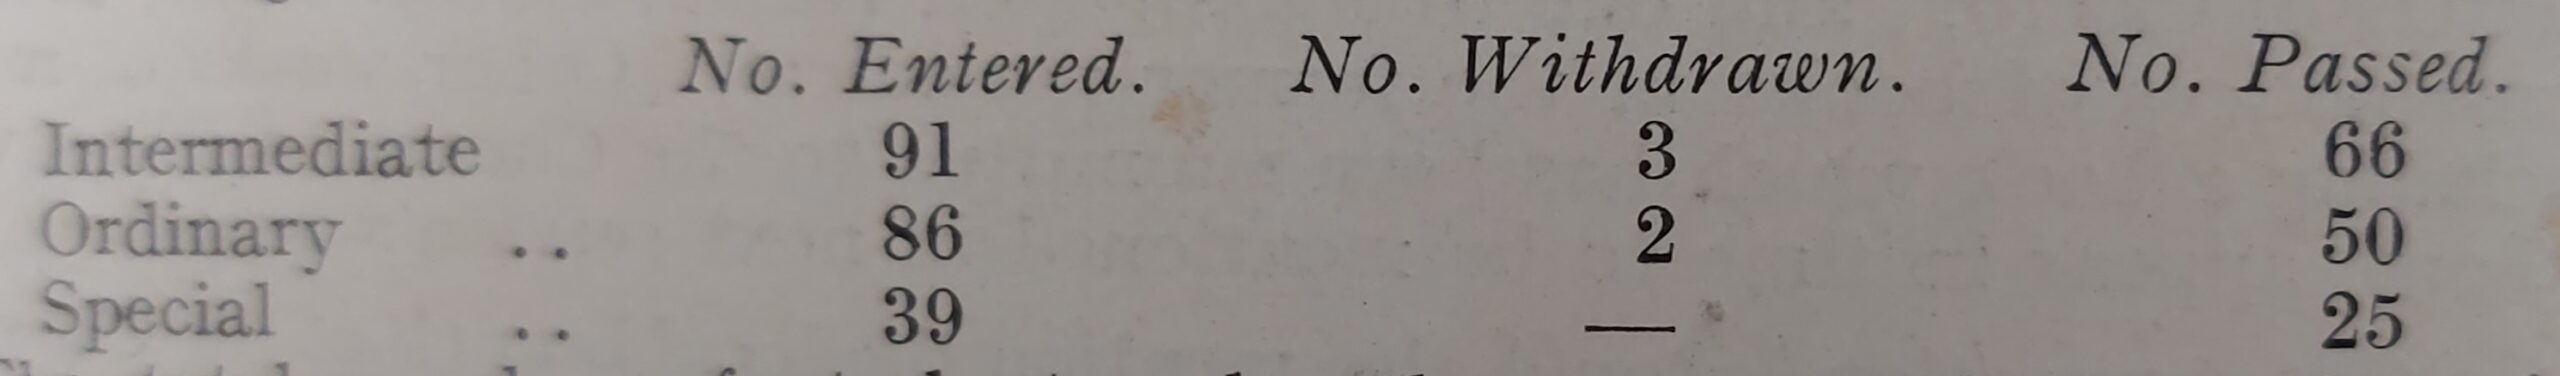 No. Entered. No. Withdrawn. No. Passed.
Intermediate 91 3 66
Ordinary .. 86 2 50
Special .. 39 — 25